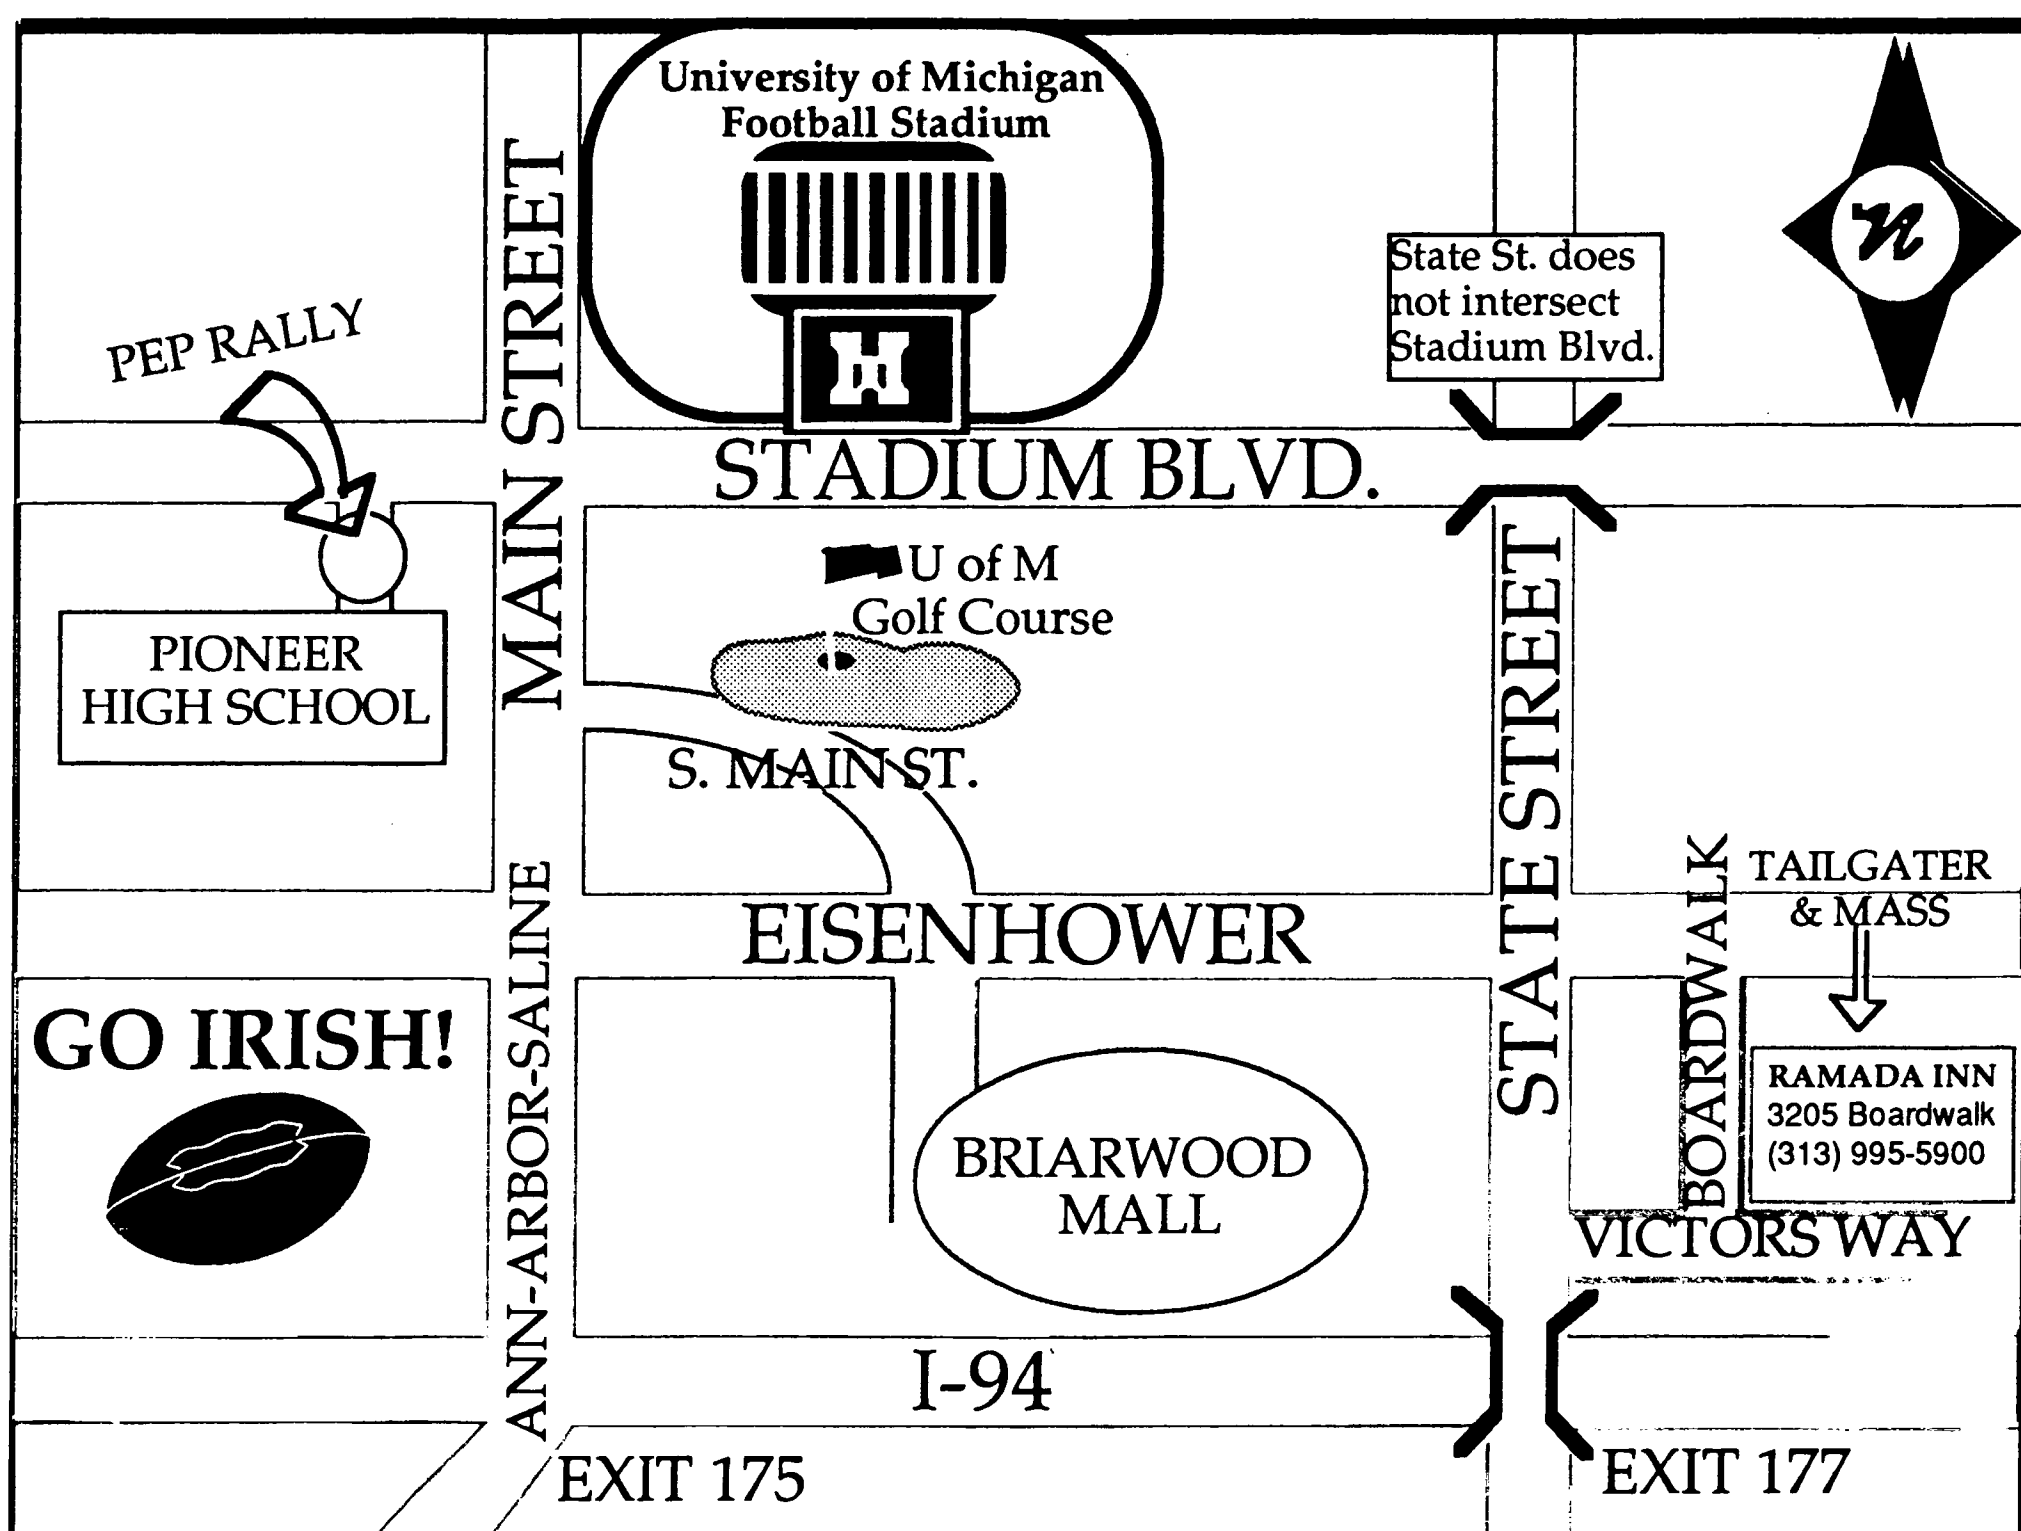 University of Michigan
Football Stadium
M
n
State St. does
not intersect
Stadium Blvd.
PEP RALLY
MAIN STREET
STADIUM BLVD.
U of M
Golf Course
PIONEER
HIGH SCHOOL
S. MAIN ST.
STATE STREET
BOARDWALK
TAILGATER
& MASS
ANN-ARBOR-SALINE
EISENHOWER
GO IRISH!
BOARDWALK
RAMADA INN
3205 Boardwalk
(313) 995-5900
BRIARWOOD
MALL
VICTORS WAY
I-94
EXIT 175
EXIT 177